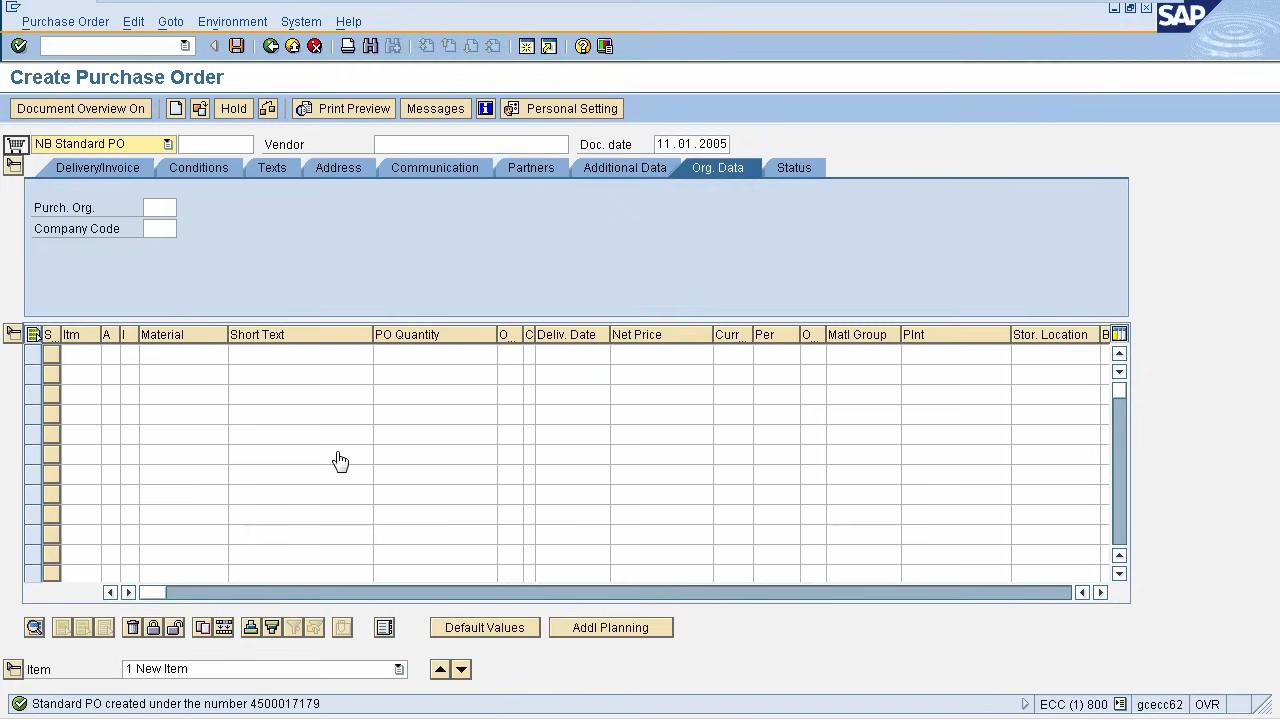 Purchase Order Edit Goto Environment System Help
SAP
Create Purchase Order
Document Overview On Hold Print Preview Messages Personal Setting
NB Standard PO Vendor Doc. date 11.01.2005
Delivery/Invoice Conditions Texts Address Communication Partners Additional Data Org. Data Status
Purch. Org.
Company Code
S... Itm A I Material Short Text PO Quantity O... C Deliv. Date Net Price Curr... Per O... Matl Group Plnt Stor. Location B
Default Values Addl Planning
Item 1 New Item
Standard PO created under the number 4500017179 ECC (1) 800 gcecc62 OVR